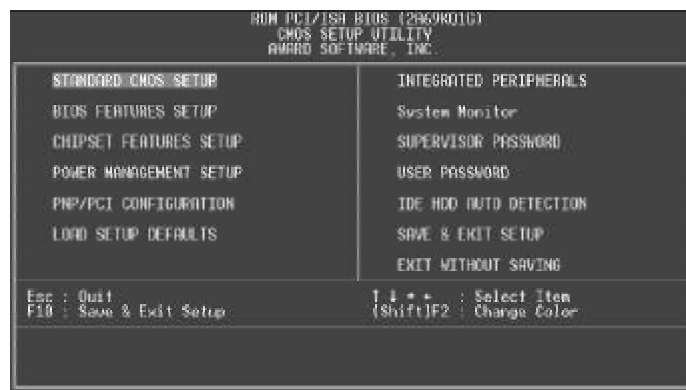 ROM PCI/ISA BIOS (2A69KQ1G)
CMOS SETUP UTILITY
AWARD SOFTWARE, INC.
STANDARD CMOS SETUP
BIOS FEATURES SETUP
CHIPSET FEATURES SETUP
POWER MANAGEMENT SETUP
PNP/PCI CONFIGURATION
LOAD SETUP DEFAULTS
INTEGRATED PERIPHERALS
System Monitor
SUPERVISOR PASSWORD
USER PASSWORD
IDE HDD AUTO DETECTION
SAVE & EXIT SETUP
EXIT WITHOUT SAVING
Esc : Quit
F10 : Save & Exit Setup
↑ ↓ → ← : Select Item
(Shift)F2 : Change Color